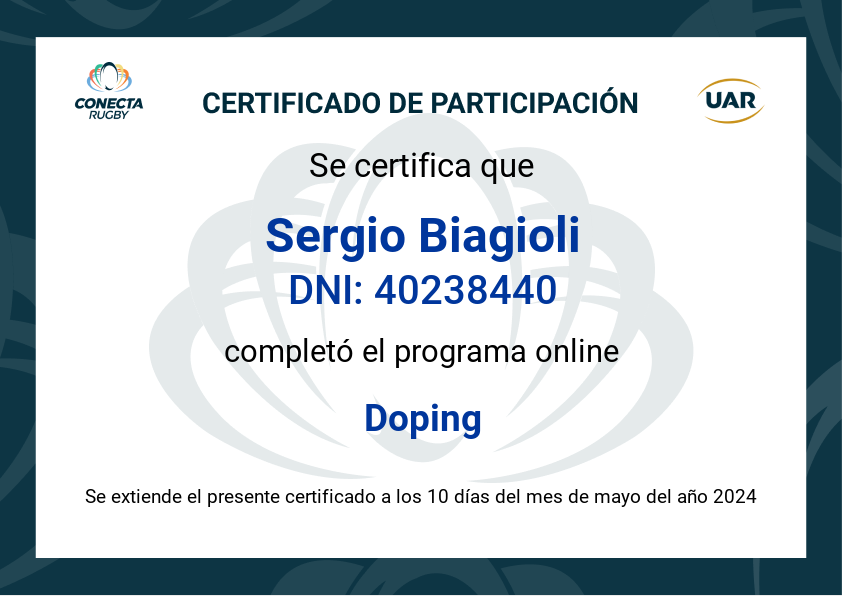 CONECTA
RUGBY
CERTIFICADO DE PARTICIPACIÓN
UAR
Se certifica que
Sergio Biagioli
DNI: 40238440
completó el programa online
Doping
Se extiende el presente certificado a los 10 días del mes de mayo del año 2024